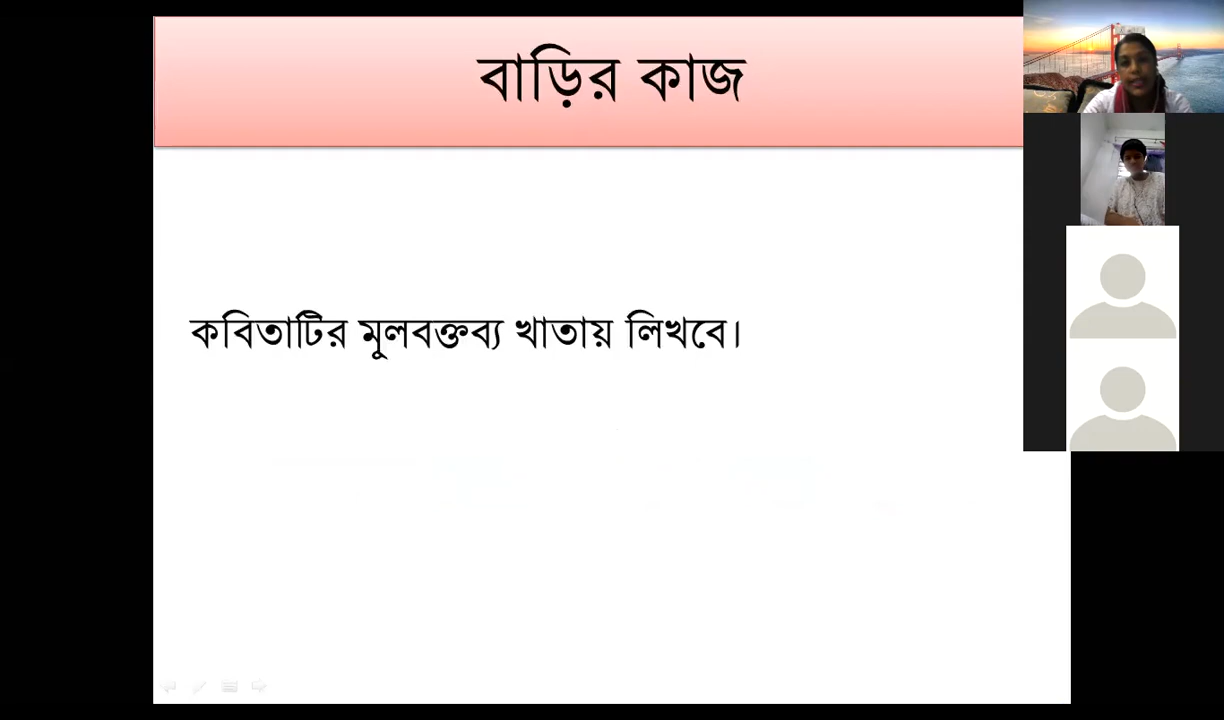 বাড়ির কাজ
কবিতাটির মুলবক্তব্য খাতায় লিখবে।